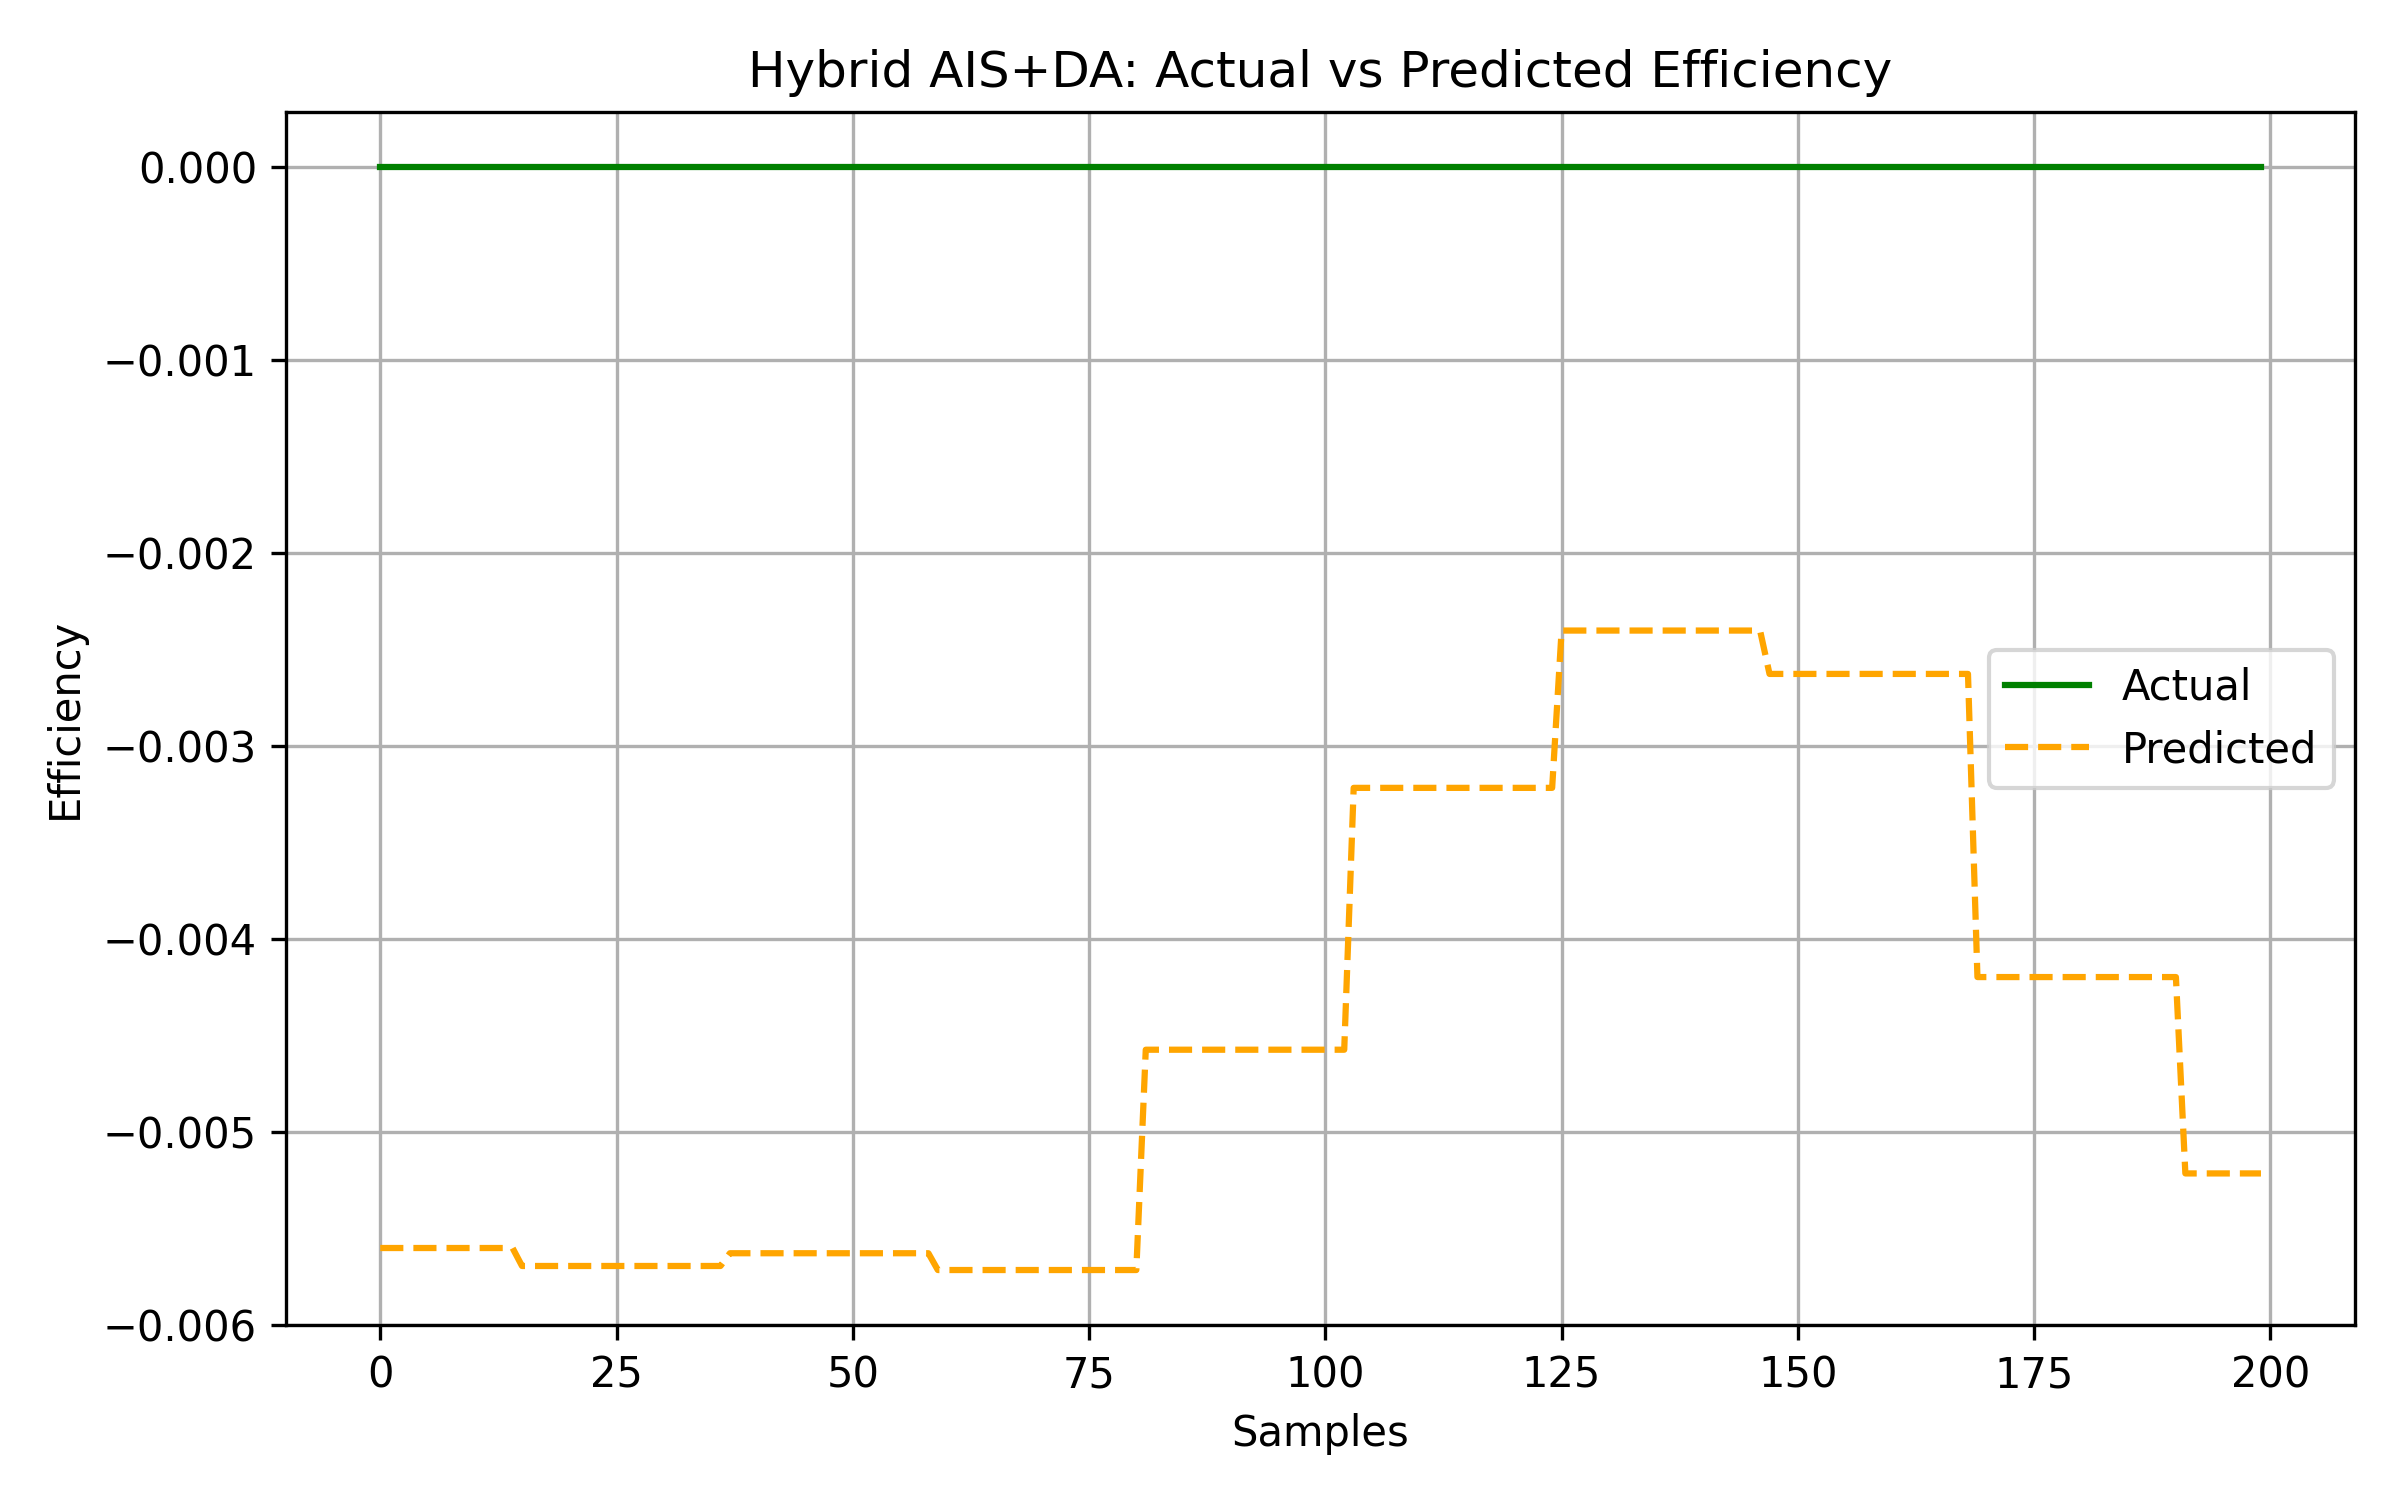 Hybrid AIS+DA: Actual vs Predicted Efficiency
0.000
−0.001
−0.002
−0.003
−0.004
−0.005
−0.006
Efficiency
Actual
Predicted
0 25 50 75 100 125 150 175 200
Samples